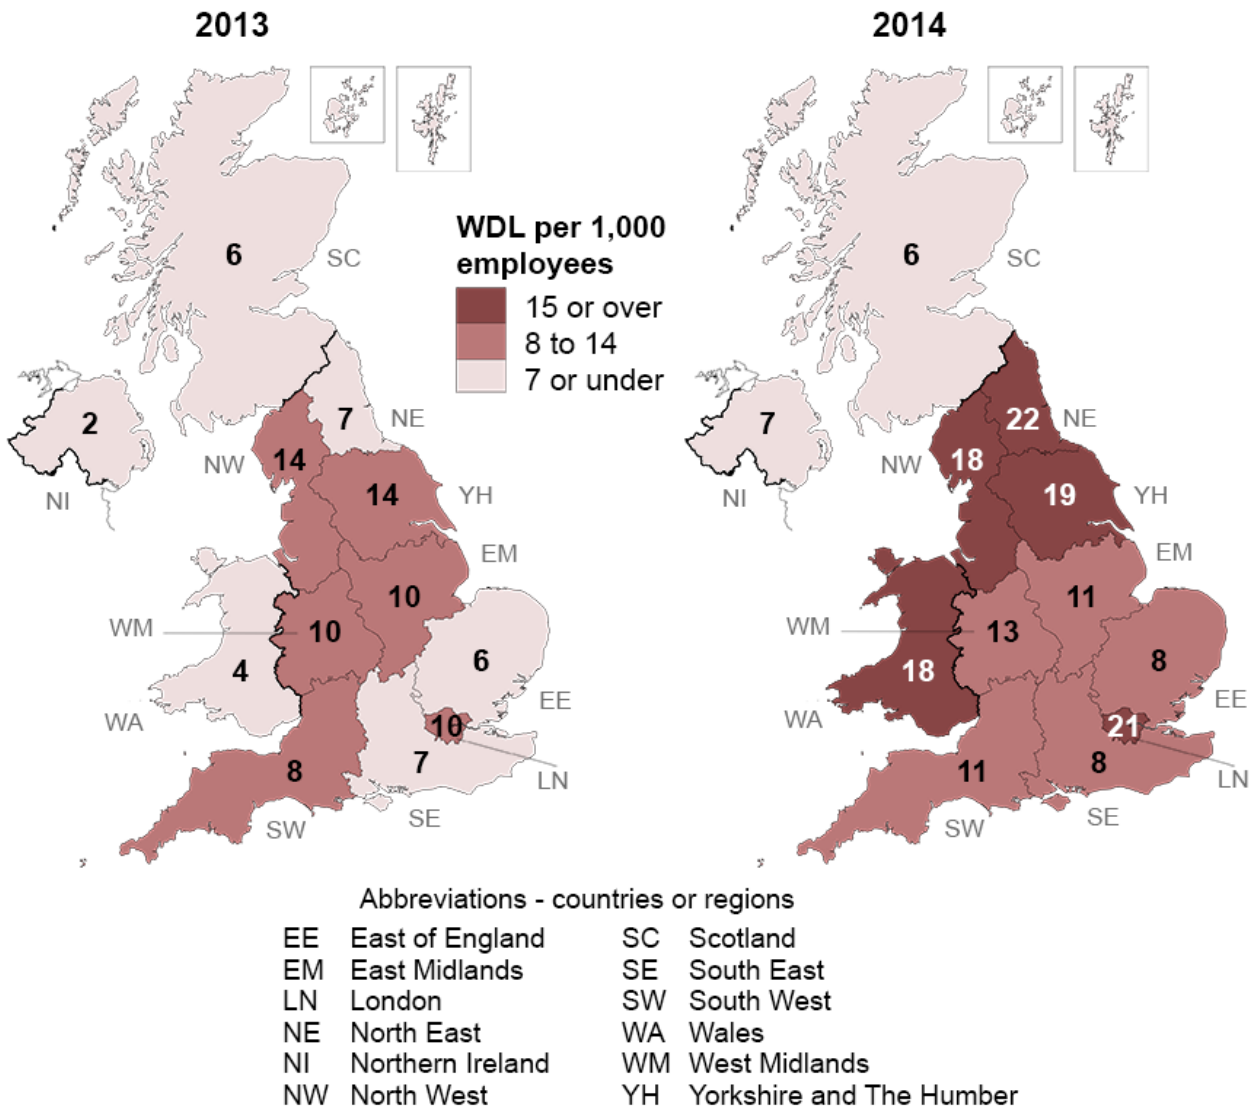 2013
2014
6
SC
WDL per 1,000
employees
15 or over
8 to 14
7 or under
6
SC
2
NI
7
NE
NW
14
14
YH
EM
10
WM
10
4
WA
6
EE
10
LN
7
8
SW
SE
7
NI
22
NE
NW
18
19
YH
EM
11
WM
13
18
WA
8
EE
21
LN
8
11
SW
SE
Abbreviations - countries or regions
EE East of England SC Scotland
EM East Midlands SE South East
LN London SW South West
NE North East WA Wales
NI Northern Ireland WM West Midlands
NW North West YH Yorkshire and The Humber